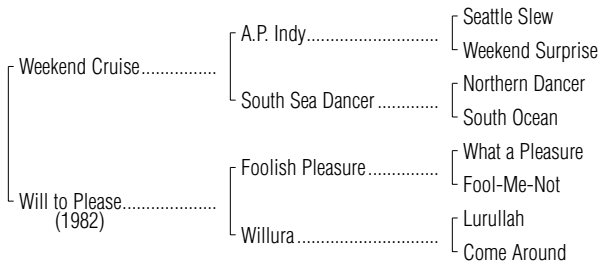 Seattle Slew
A.P. Indy
Weekend Surprise
Weekend Cruise
Northern Dancer
South Sea Dancer
South Ocean
What a Pleasure
Foolish Pleasure
Fool-Me-Not
Will to Please
(1982)
Lurullah
Willura
Come Around